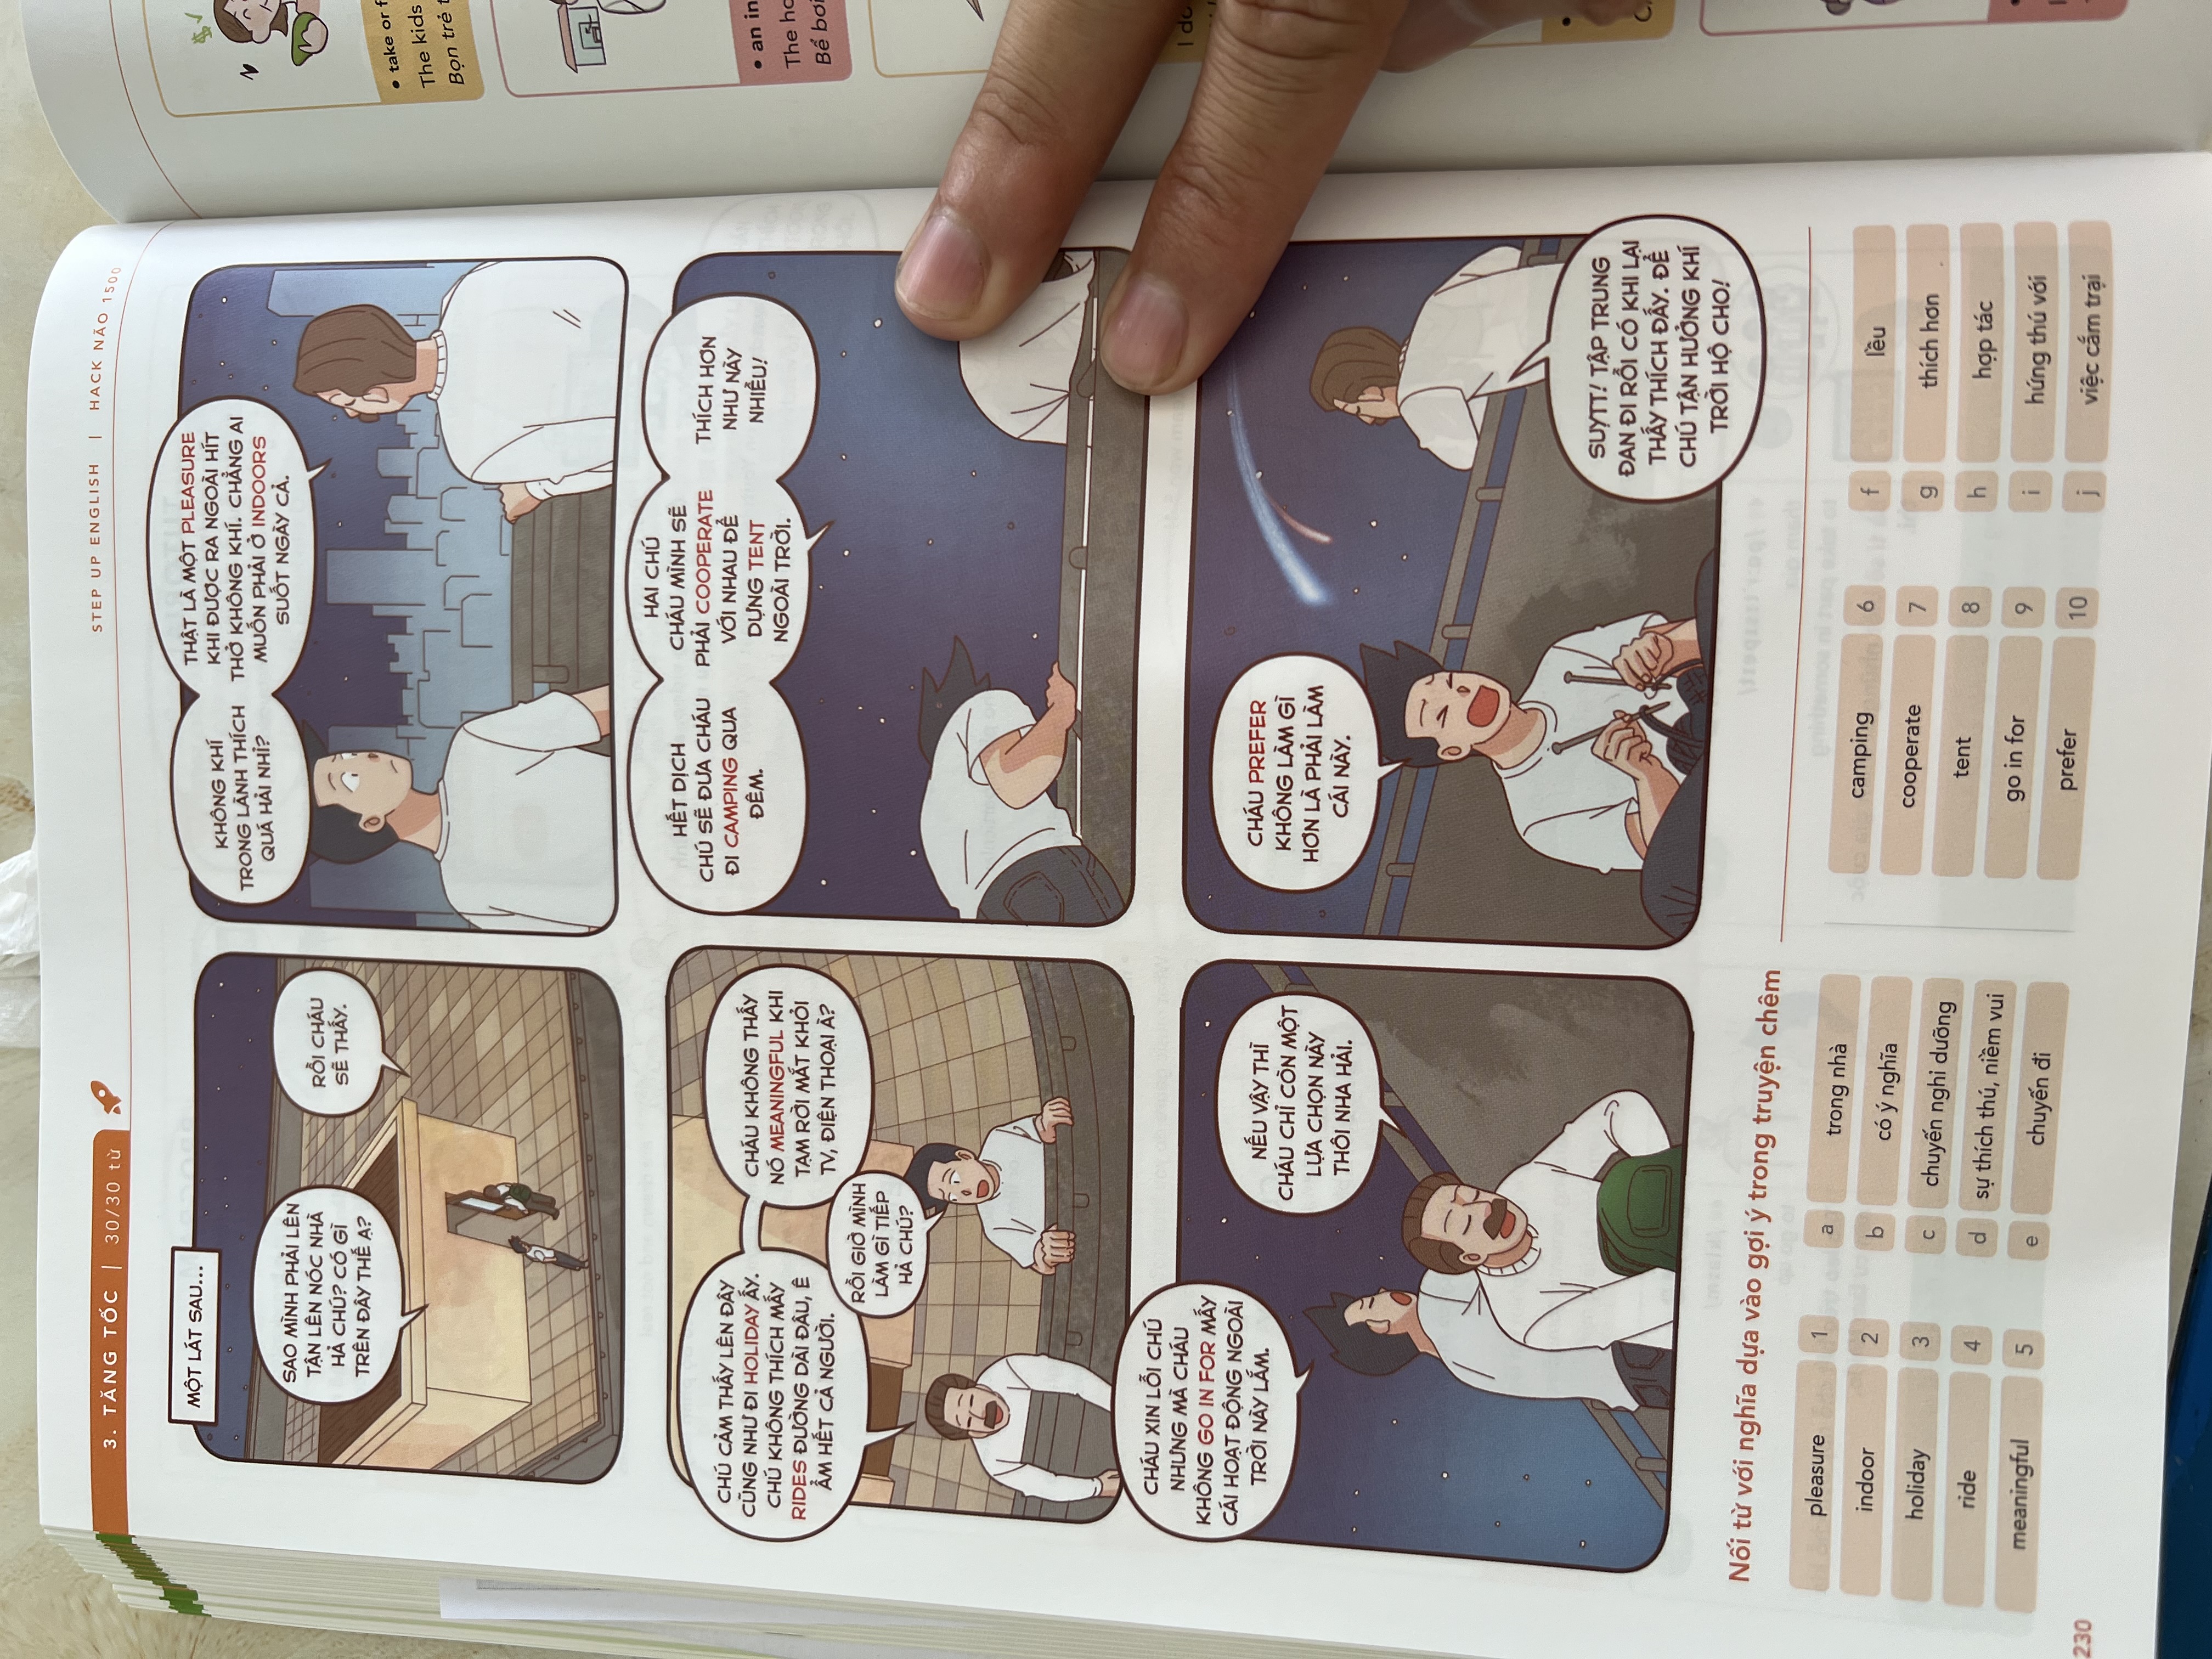 3. TĂNG TỐC | 30/30 từ
STEP UP ENGLISH | HACK NÃO 1500
MỘT LÁT SAU...
SAO MÌNH PHẢI LÊN
TẬN LÊN NÓC NHÀ
HẢ CHÚ? CÓ GÌ
TRÊN ĐÂY THẾ Ạ?
RỒI CHÁU
SẼ THẤY.
KHÔNG KHÍ
TRONG LÀNH THÍCH
QUÁ HẢI NHỈ?
THẬT LÀ MỘT PLEASURE
KHI ĐƯỢC RA NGOÀI HÍT
THỞ KHÔNG KHÍ. CHẲNG AI
MUỐN PHẢI Ở INDOORS
SUỐT NGÀY CẢ.
CHÚ CẢM THẤY LÊN ĐÂY
CŨNG NHƯ ĐI HOLIDAY ẤY.
CHÚ KHÔNG THÍCH MẤY
RIDES ĐƯỜNG DÀI ĐÂU, Ê
ẨM HẾT CẢ NGƯỜI.
CHÁU KHÔNG THẤY
NÓ MEANINGFUL KHI
TẠM RỜI MẮT KHỎI
TV, ĐIỆN THOẠI À?
RỒI GIỜ MÌNH
LÀM GÌ TIẾP
HẢ CHÚ?
HẾT DỊCH
CHÚ SẼ ĐƯA CHÁU
ĐI CAMPING QUA
ĐÊM.
HAI CHÚ
CHÁU MÌNH SẼ
PHẢI COOPERATE
VỚI NHAU ĐỂ
DỰNG TENT
NGOÀI TRỜI.
THÍCH HƠN
NHƯ NÀY
NHIỀU!
CHÁU XIN LỖI CHÚ
NHƯNG MÀ CHÁU
KHÔNG GO IN FOR MẤY
CÁI HOẠT ĐỘNG NGOÀI
TRỜI NÀY LẮM.
NẾU VẬY THÌ
CHÁU CHỈ CÒN MỘT
LỰA CHỌN NÀY
THÔI NHA HẢI.
CHÁU PREFER
KHÔNG LÀM GÌ
HƠN LÀ PHẢI LÀM
CÁI NÀY.
SUỴTT! TẬP TRUNG
ĐAN ĐI RỒI CÓ KHI LẠI
THẤY THÍCH ĐẤY. ĐỂ
CHÚ TẬN HƯỞNG KHÍ
TRỜI HỘ CHO!
Nối từ với nghĩa dựa vào gợi ý trong truyện chêm
pleasure 1 a trong nhà
indoor 2 b có ý nghĩa
holiday 3 c chuyến nghỉ dưỡng
ride 4 d sự thích thú, niềm vui
meaningful 5 e chuyến đi
camping 6 f lều
cooperate 7 g thích hơn
tent 8 h hợp tác
go in for 9 i hứng thú với
prefer 10 j việc cắm trại
230
• take or
The kids
Bọn trẻ
• an in
The
Bể bơi